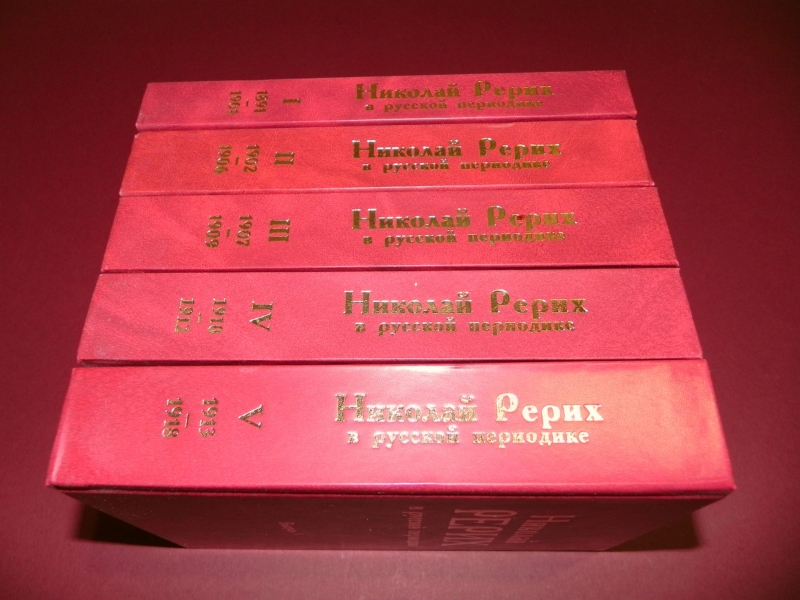 I
1891
–
1901
Николай Рерих
в русской периодике
II
1902
–
1906
Николай Рерих
в русской периодике
III
1907
–
1909
Николай Рерих
в русской периодике
IV
1910
–
1912
Николай Рерих
в русской периодике
V
1913
–
1918
Николай Рерих
в русской периодике
РЕРИХ